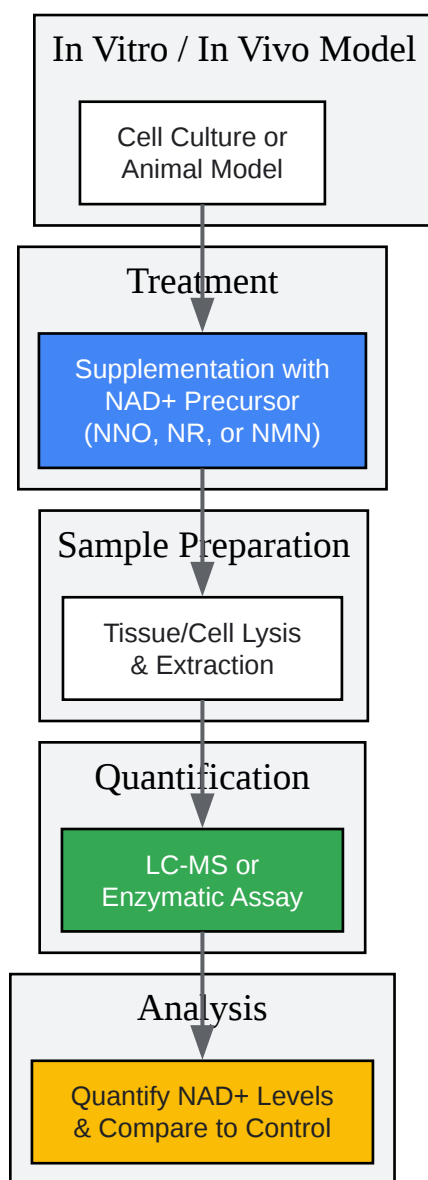 In Vitro / In Vivo Model
Cell Culture or
Animal Model
Treatment
Supplementation with
NAD+ Precursor
(NNO, NR, or NMN)
Sample Preparation
Tissue/Cell Lysis
& Extraction
Quantification
LC-MS or
Enzymatic Assay
Analysis
Quantify NAD+ Levels
& Compare to Control